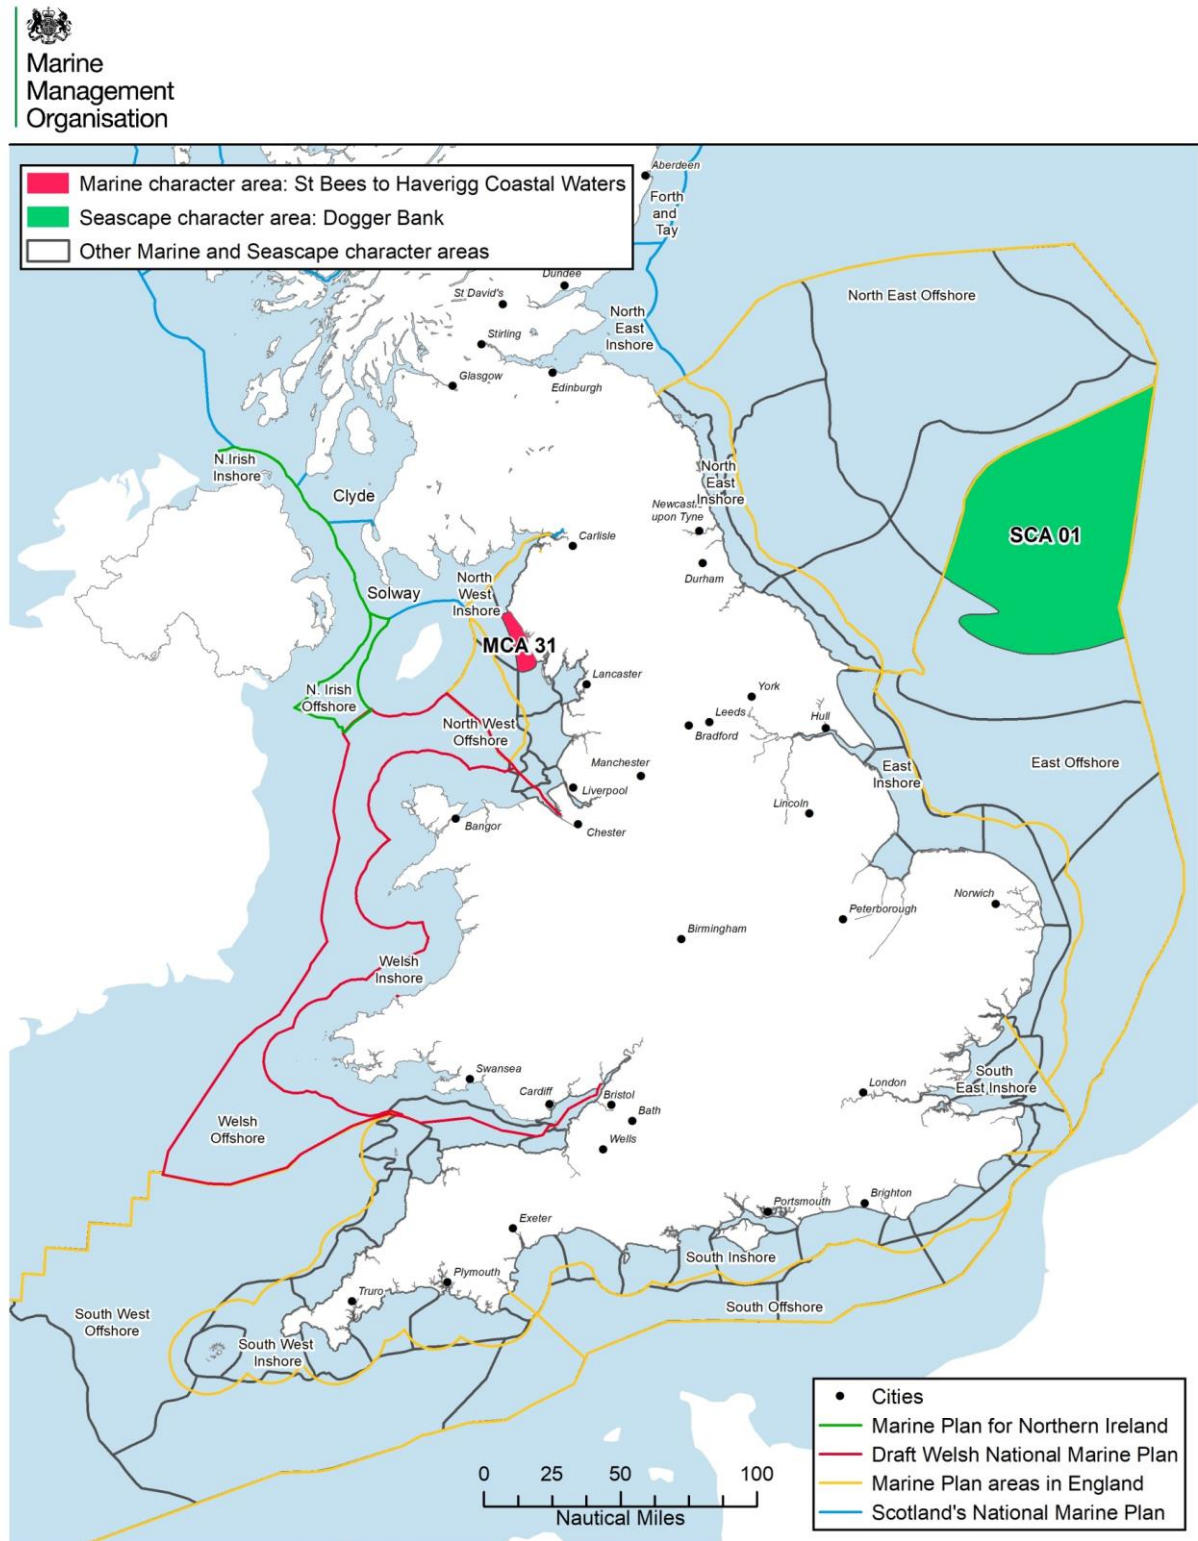 Marine
Management
Organisation
Marine character area: St Bees to Haverigg Coastal Waters
Seascape character area: Dogger Bank
Other Marine and Seascape character areas
Aberdeen
Forth
and
Tay
Dundee
St David's
North
East
Inshore
North East Offshore
Stirling
Glasgow
Edinburgh
N.Irish
Inshore
Clyde
North
East
Inshore
Newcastle
upon Tyne
Carlisle
SCA 01
Durham
North
West
Inshore
Solway
MCA 31
Lancaster
N. Irish
Offshore
York
North West
Offshore
Leeds
Bradford
Hull
Manchester
East
Inshore
East Offshore
Liverpool
Lincoln
Bangor
Chester
Norwich
Peterborough
Birmingham
Welsh
Inshore
Swansea
Cardiff
Bristol
London
South
East Inshore
Bath
Welsh
Offshore
Wells
Portsmouth
Brighton
Exeter
South Inshore
Plymouth
Truro
South West
Offshore
South Offshore
South West
Inshore
Cities
Marine Plan for Northern Ireland
Draft Welsh National Marine Plan
Marine Plan areas in England
Scotland's National Marine Plan
0 25 50 100
Nautical Miles